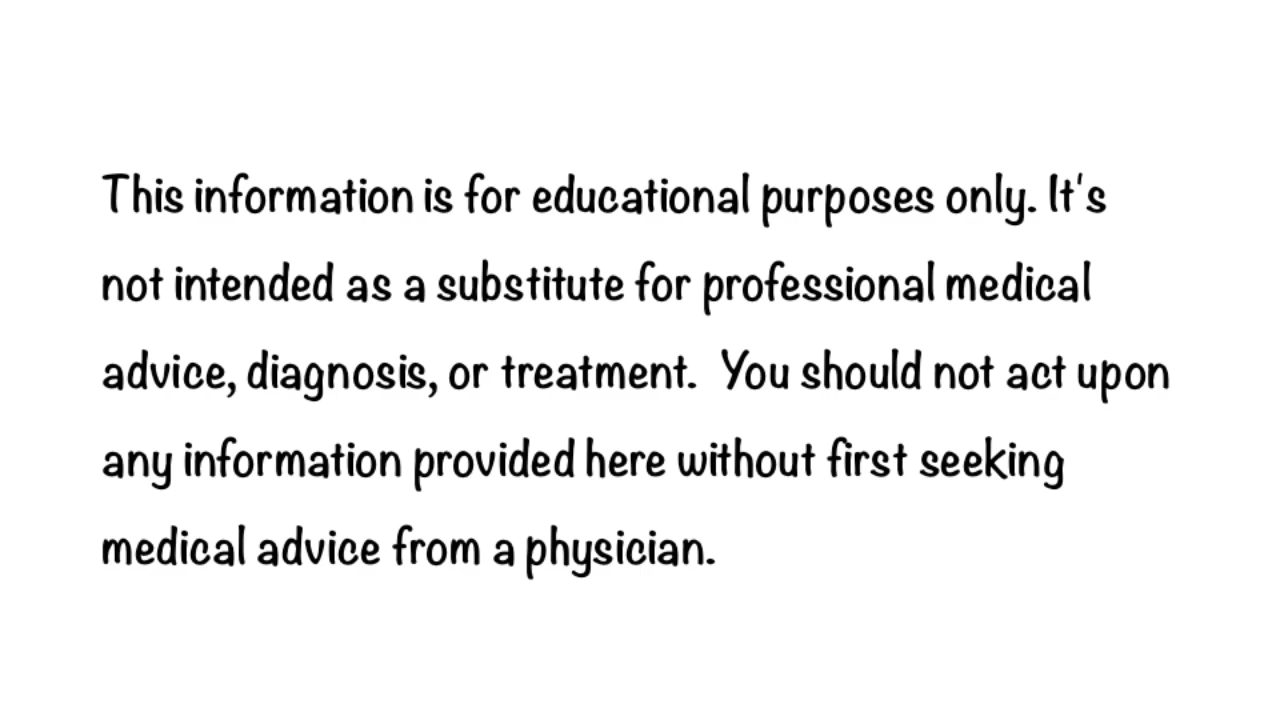 This information is for educational purposes only. It's
not intended as a substitute for professional medical
advice, diagnosis, or treatment.  You should not act upon
any information provided here without first seeking
medical advice from a physician.